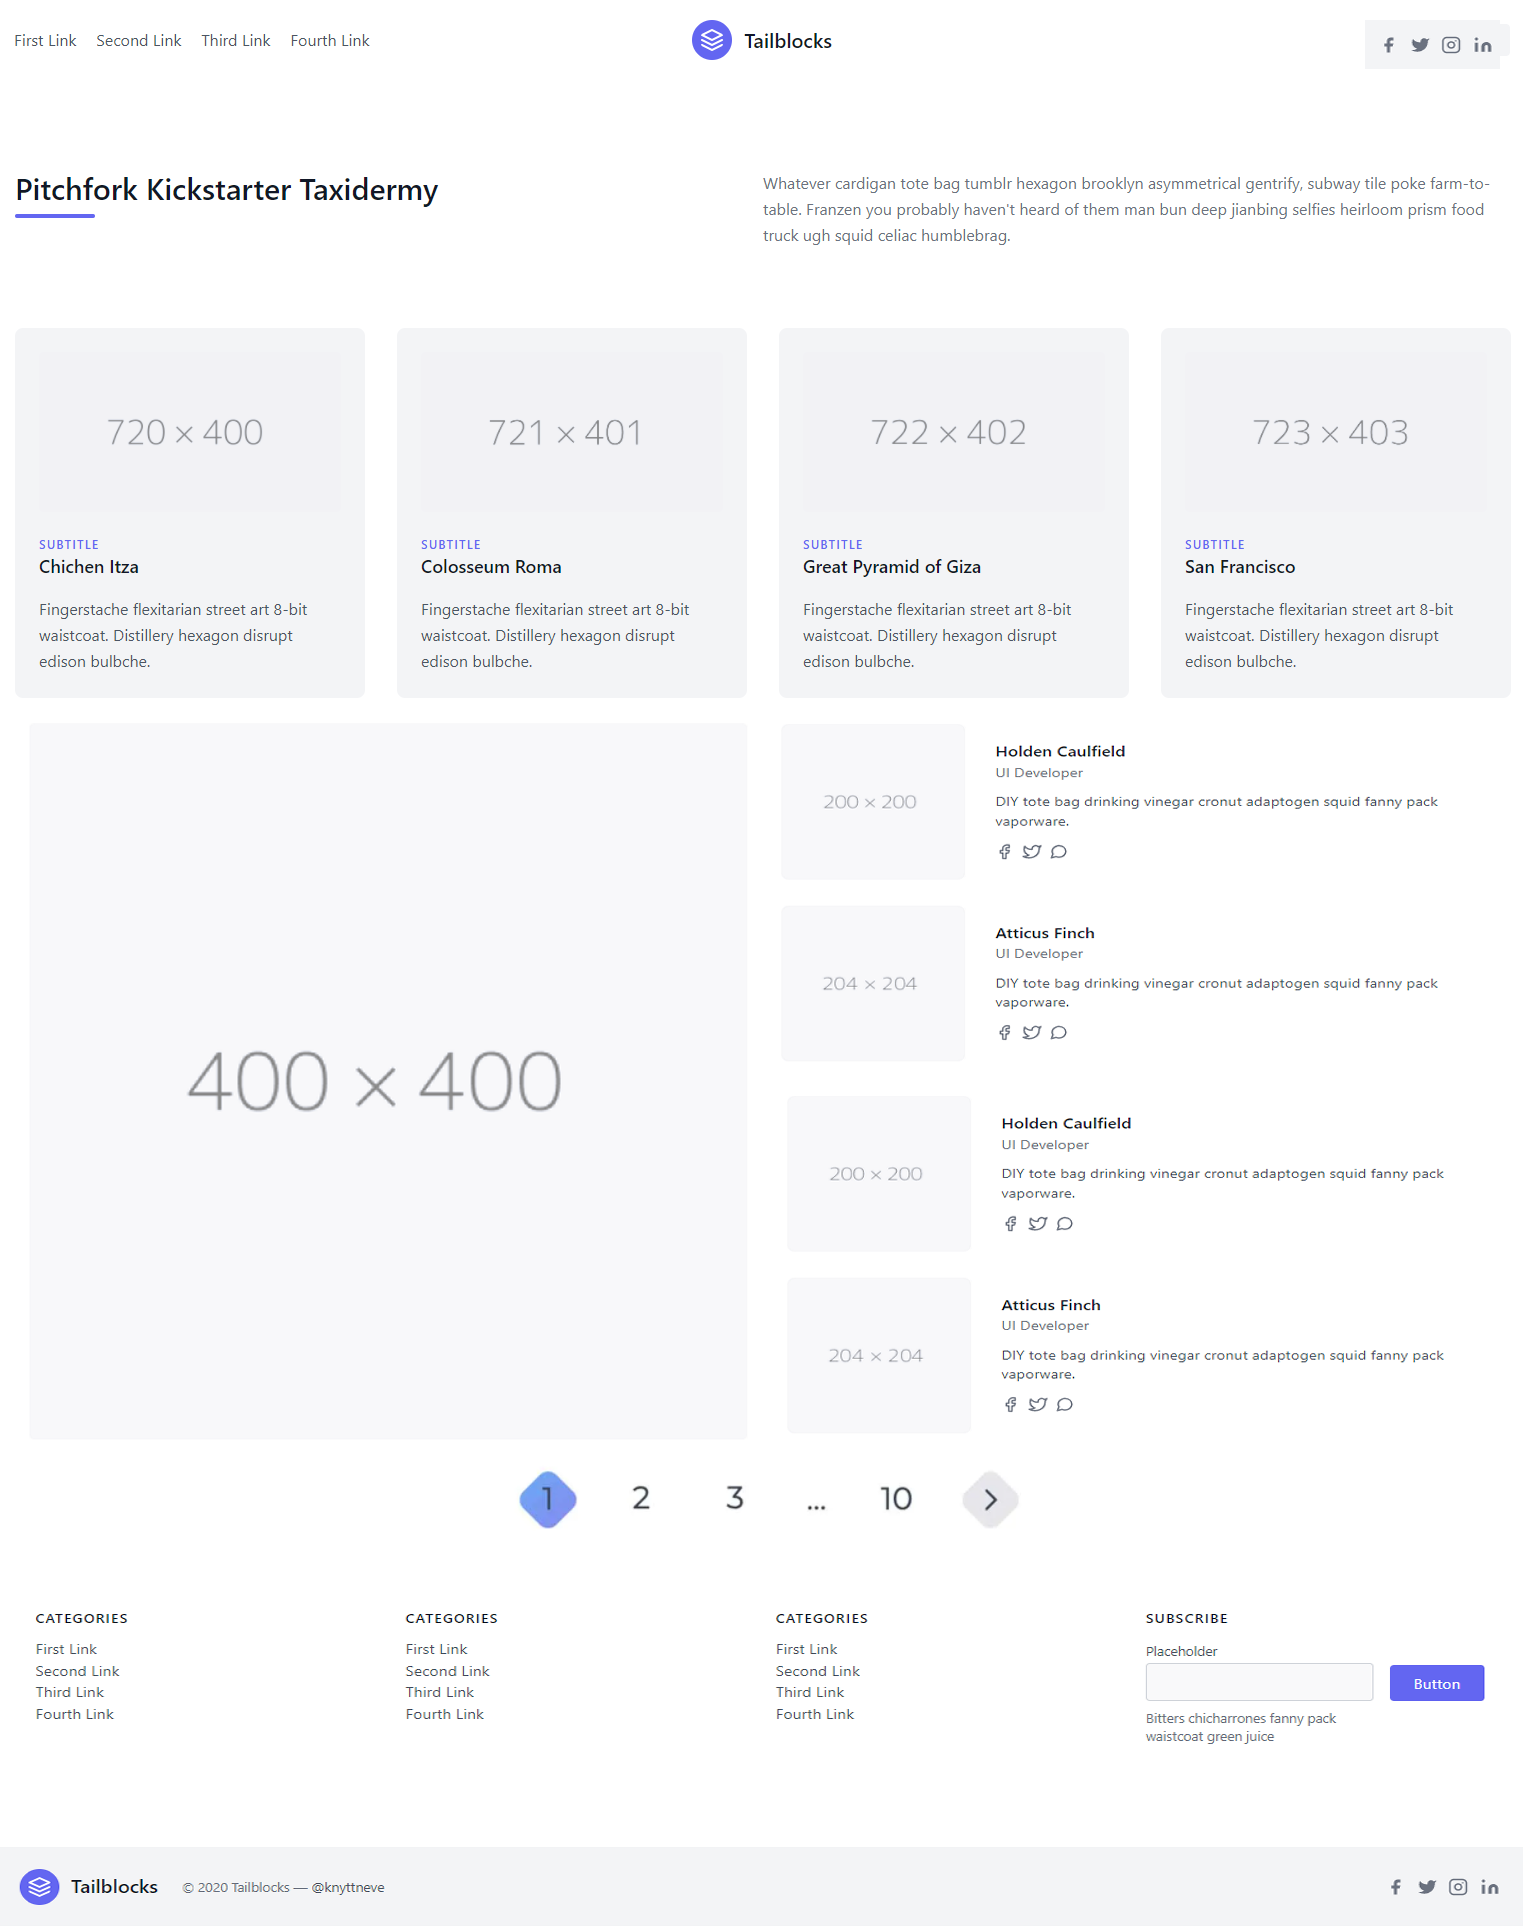 First Link Second Link Third Link Fourth Link
Tailblocks
Pitchfork Kickstarter Taxidermy
Whatever cardigan tote bag tumblr hexagon brooklyn asymmetrical gentrify, subway tile poke farm-to-
table. Franzen you probably haven't heard of them man bun deep jianbing selfies heirloom prism food
truck ugh squid celiac humblebrag.
720 × 400
SUBTITLE
Chichen Itza
Fingerstache flexitarian street art 8-bit
waistcoat. Distillery hexagon disrupt
edison bulbche.
721 × 401
SUBTITLE
Colosseum Roma
Fingerstache flexitarian street art 8-bit
waistcoat. Distillery hexagon disrupt
edison bulbche.
722 × 402
SUBTITLE
Great Pyramid of Giza
Fingerstache flexitarian street art 8-bit
waistcoat. Distillery hexagon disrupt
edison bulbche.
723 × 403
SUBTITLE
San Francisco
Fingerstache flexitarian street art 8-bit
waistcoat. Distillery hexagon disrupt
edison bulbche.
400 × 400
200 × 200
Holden Caulfield
UI Developer
DIY tote bag drinking vinegar cronut adaptogen squid fanny pack
vaporware.
204 × 204
Atticus Finch
UI Developer
DIY tote bag drinking vinegar cronut adaptogen squid fanny pack
vaporware.
200 × 200
Holden Caulfield
UI Developer
DIY tote bag drinking vinegar cronut adaptogen squid fanny pack
vaporware.
204 × 204
Atticus Finch
UI Developer
DIY tote bag drinking vinegar cronut adaptogen squid fanny pack
vaporware.
1 2 3 ... 10
CATEGORIES
First Link
Second Link
Third Link
Fourth Link
CATEGORIES
First Link
Second Link
Third Link
Fourth Link
CATEGORIES
First Link
Second Link
Third Link
Fourth Link
SUBSCRIBE
Placeholder
Button
Bitters chicharrones fanny pack
waistcoat green juice
Tailblocks
© 2020 Tailblocks — @knyttneve